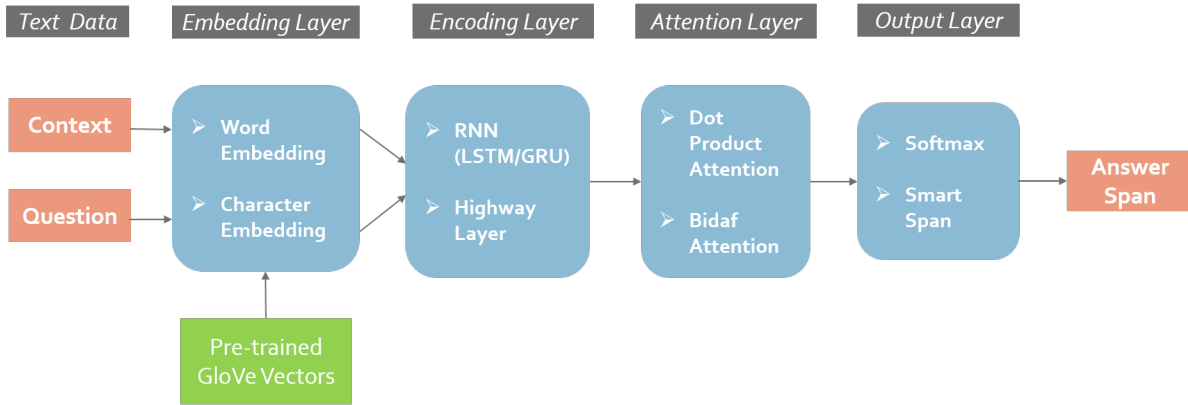 Text Data
Embedding Layer
Encoding Layer
Attention Layer
Output Layer
Context
Question
Word
Embedding
Character
Embedding
Pre-trained
GloVe Vectors
RNN
(LSTM/GRU)
Highway
Layer
Dot
Product
Attention
Bidaf
Attention
Softmax
Smart
Span
Answer
Span